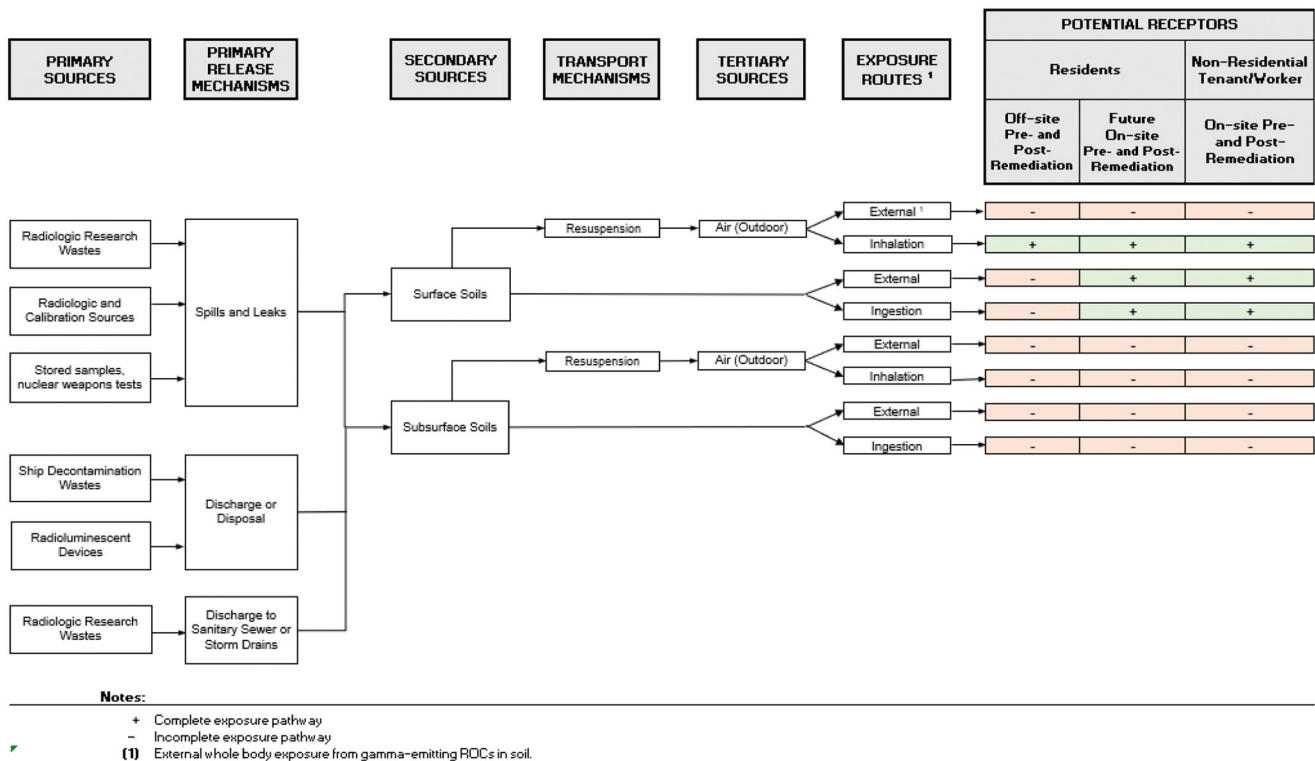 POTENTIAL RECEPTORS
PRIMARY
SOURCES
PRIMARY
RELEASE
MECHANISMS
SECONDARY
SOURCES
TRANSPORT
MECHANISMS
TERTIARY
SOURCES
EXPOSURE
ROUTES ¹
Residents
Non-Residential
Tenant/Worker
Off-site
Pre- and
Post-
Remediation
Future
On-site
Pre- and Post-
Remediation
On-site Pre-
and Post-
Remediation
Radiologic Research
Wastes
Radiologic and
Calibration Sources
Stored samples,
nuclear weapons tests
Spills and Leaks
Ship Decontamination
Wastes
Radioluminescent
Devices
Discharge or
Disposal
Radiologic Research
Wastes
Discharge to
Sanitary Sewer or
Storm Drains
Surface Soils
Subsurface Soils
Resuspension
Air (Outdoor)
External ¹
- - -
Inhalation
+ + +
External
- + +
Ingestion
- + +
Resuspension
Air (Outdoor)
External
- - -
Inhalation
- - -
External
- - -
Ingestion
- - -
Notes:
+ Complete exposure pathway
- Incomplete exposure pathway
(1) External whole body exposure from gamma-emitting ROCs in soil.